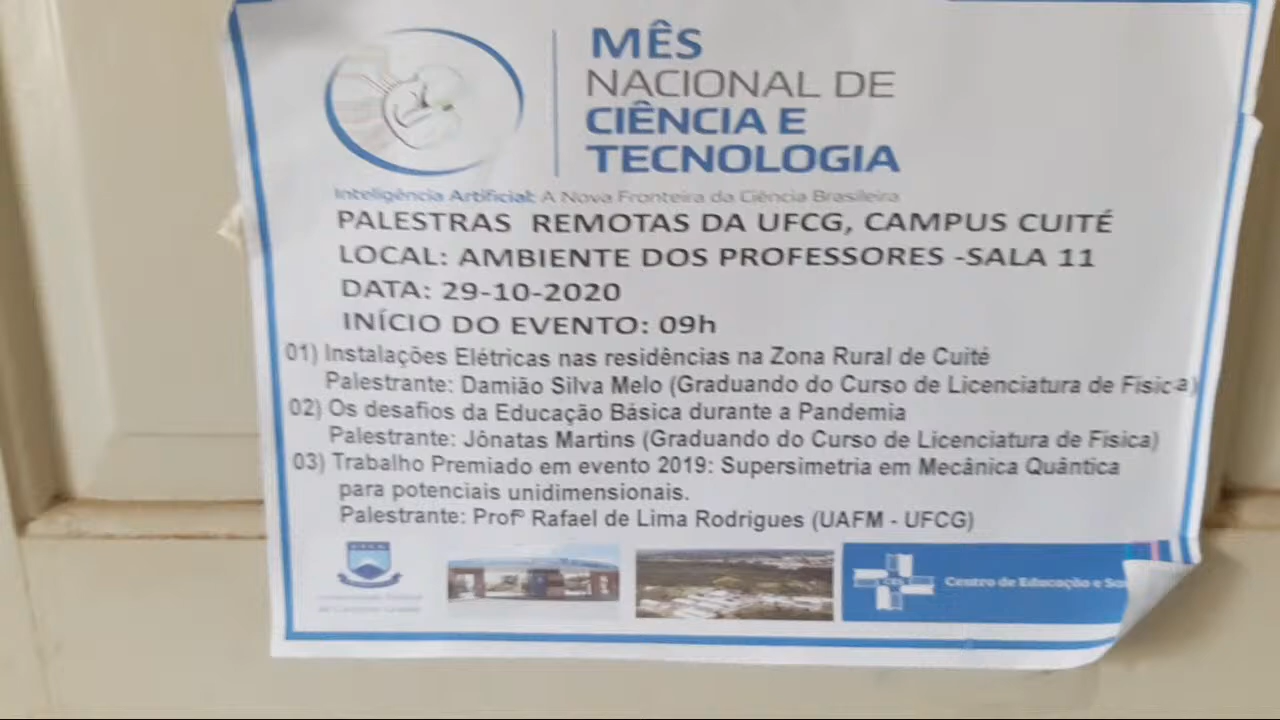 MÊS
NACIONAL DE
CIÊNCIA E
TECNOLOGIA
Inteligência Artificial: A Nova Fronteira da Ciência Brasileira
PALESTRAS REMOTAS DA UFCG, CAMPUS CUITÉ
LOCAL: AMBIENTE DOS PROFESSORES -SALA 11
DATA: 29-10-2020
INÍCIO DO EVENTO: 09h
01) Instalações Elétricas nas residências na Zona Rural de Cuité
Palestrante: Damião Silva Melo (Graduando do Curso de Licenciatura de Física)
02) Os desafios da Educação Básica durante a Pandemia
Palestrante: Jônatas Martins (Graduando do Curso de Licenciatura de Física)
03) Trabalho Premiado em evento 2019: Supersimetria em Mecânica Quântica
para potenciais unidimensionais.
Palestrante: Profº Rafael de Lima Rodrigues (UAFM - UFCG)
Centro de Educação e